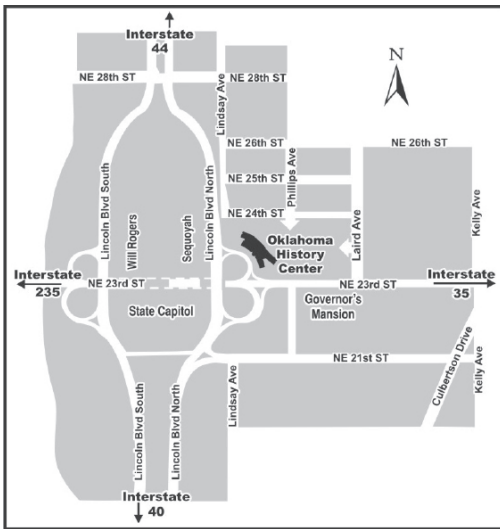 Interstate
44
N
NE 28th ST
NE 28th ST
Lindsay Ave
NE 26th ST
NE 26th ST
Phillips Ave
NE 25th ST
NE 24th ST
Lincoln Blvd South
Will Rogers
Sequoyah
Lincoln Blvd North
Oklahoma
History
Center
Laird Ave
Kelly Ave
Interstate
235
NE 23rd ST
NE 23rd ST
Interstate
35
State Capitol
Governor's
Mansion
NE 21st ST
Lincoln Blvd South
Lincoln Blvd North
Lindsay Ave
Culbertson Drive
Kelly Ave
Interstate
40